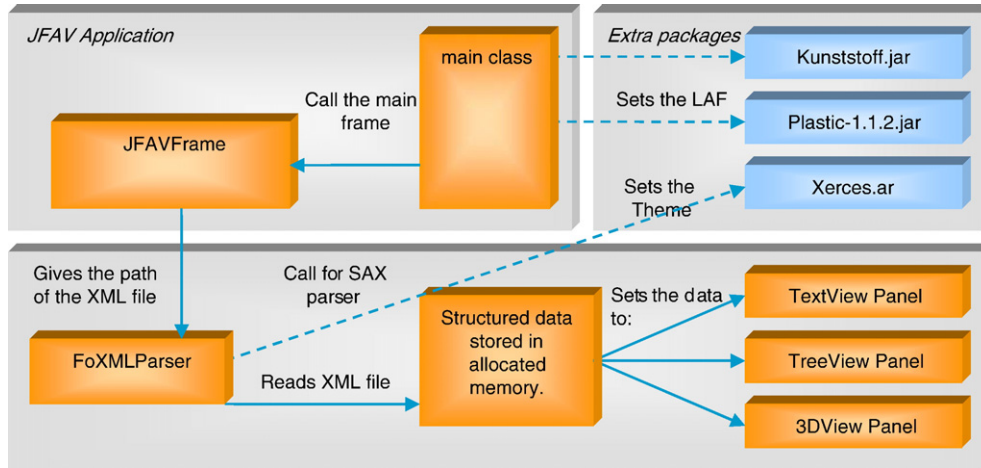 JFAV Application
Extra packages
main class
Kunststoff.jar
Call the main
frame
Sets the LAF
Plastic-1.1.2.jar
JFAVFrame
Sets the
Theme
Xerces.ar
Gives the path
of the XML file
Call for SAX
parser
Sets the data
to:
TextView Panel
Structured data
stored in
allocated
memory.
FoXMLParser
TreeView Panel
Reads XML file
3DView Panel